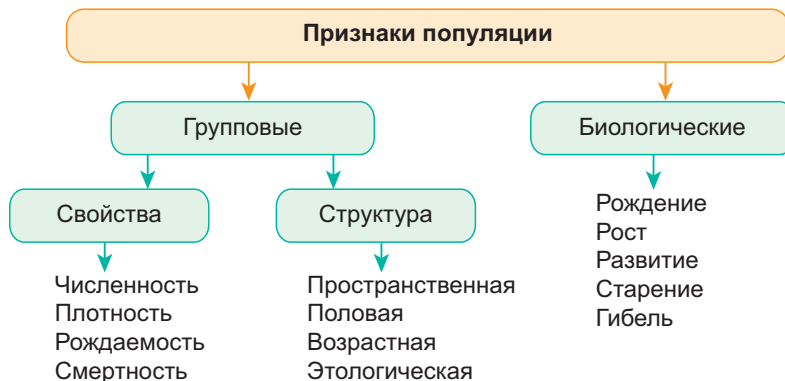 Признаки популяции
Групповые
Биологические
Свойства
Структура
Численность
Плотность
Рождаемость
Смертность
Пространственная
Половая
Возрастная
Этологическая
Рождение
Рост
Развитие
Старение
Гибель